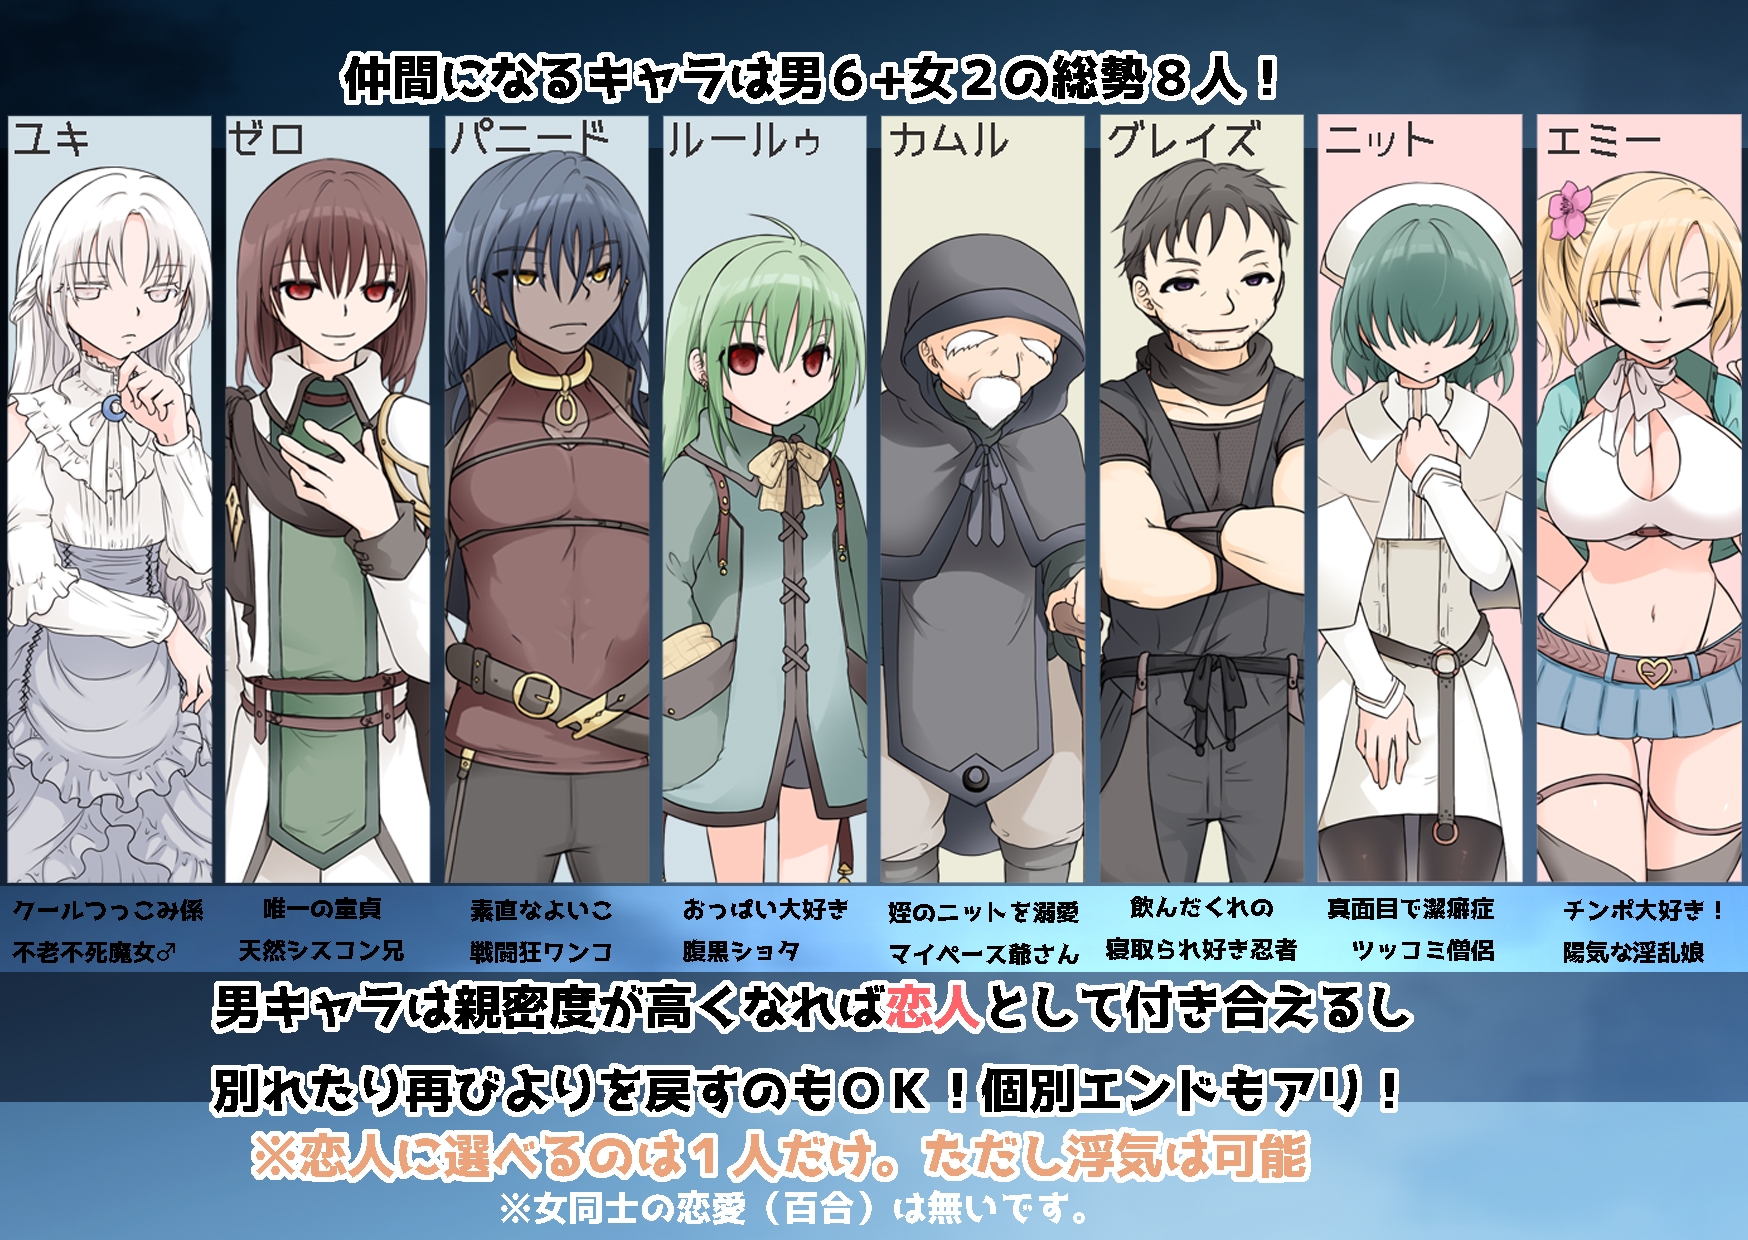 仲間になるキャラは男６+女２の総勢８人！
ユキ
ゼロ
パニード
ルールゥ
カムル
グレイズ
ニット
エミー
クールつっこみ係
不老不死魔女♂
唯一の童貞
天然シスコン兄
素直なよいこ
戦闘狂ワンコ
おっぱい大好き
腹黒ショタ
姪のニットを溺愛
マイペース爺さん
飲んだくれの
寝取られ好き忍者
真面目で潔癖症
ツッコミ僧侶
チンポ大好き！
陽気な淫乱娘
男キャラは親密度が高くなれば恋人として付き合えるし
別れたり再びよりを戻すのもＯＫ！個別エンドもアリ！
※恋人に選べるのは１人だけ。ただし浮気は可能
※女同士の恋愛（百合）は無いです。